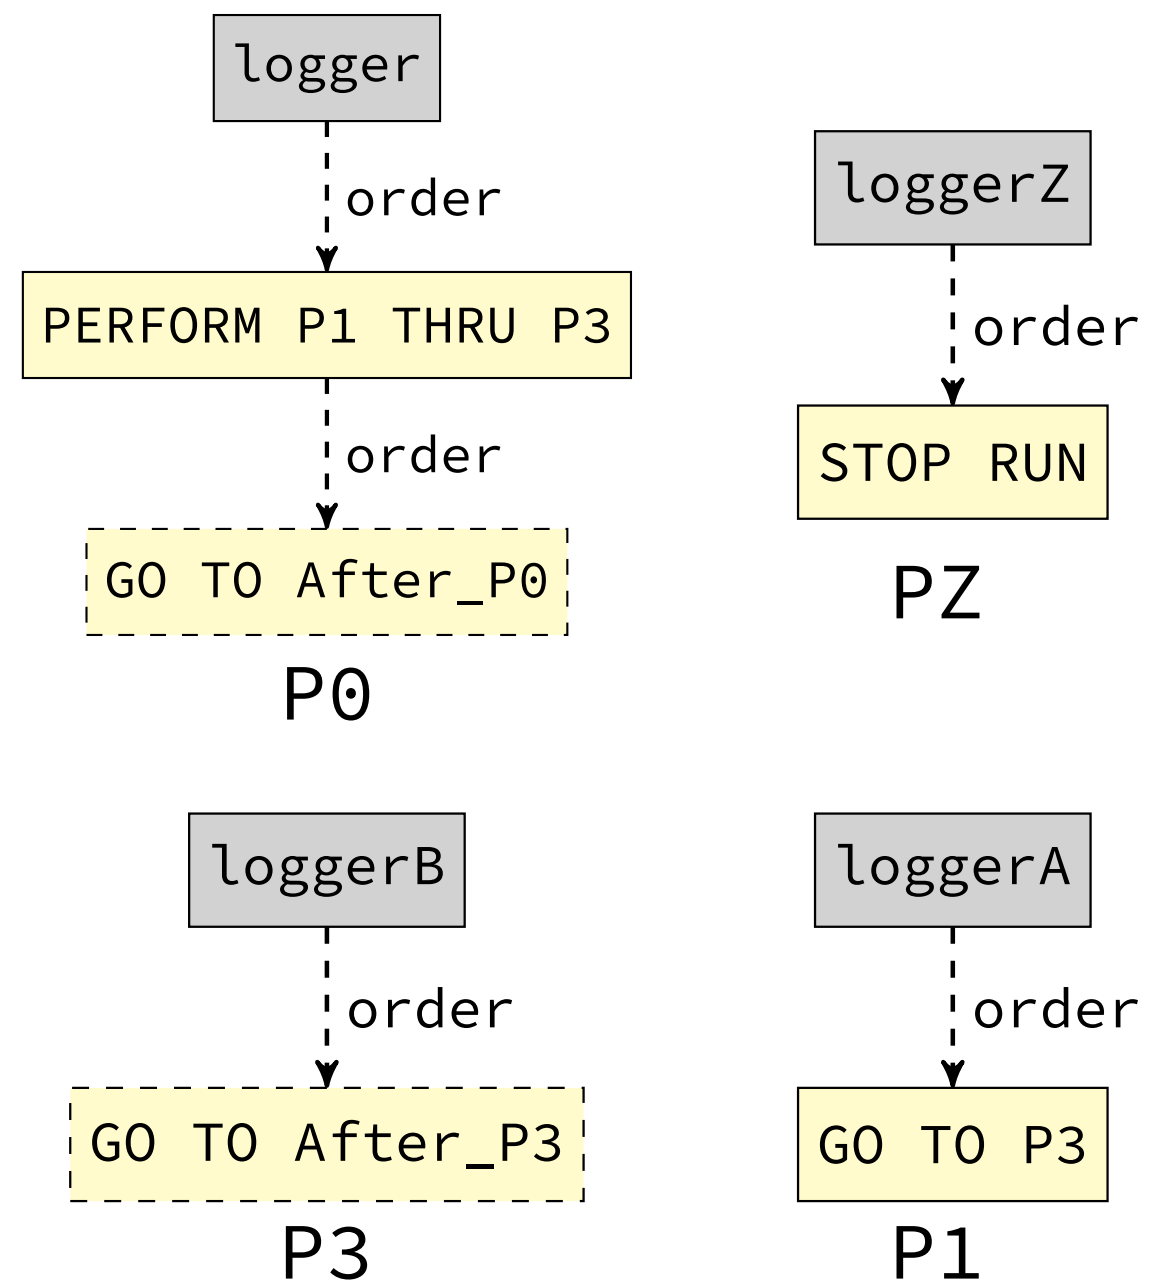 logger
order
PERFORM P1 THRU P3
order
GO TO After_P0
P0
loggerZ
order
STOP RUN
PZ
loggerB
order
GO TO After_P3
P3
loggerA
order
GO TO P3
P1